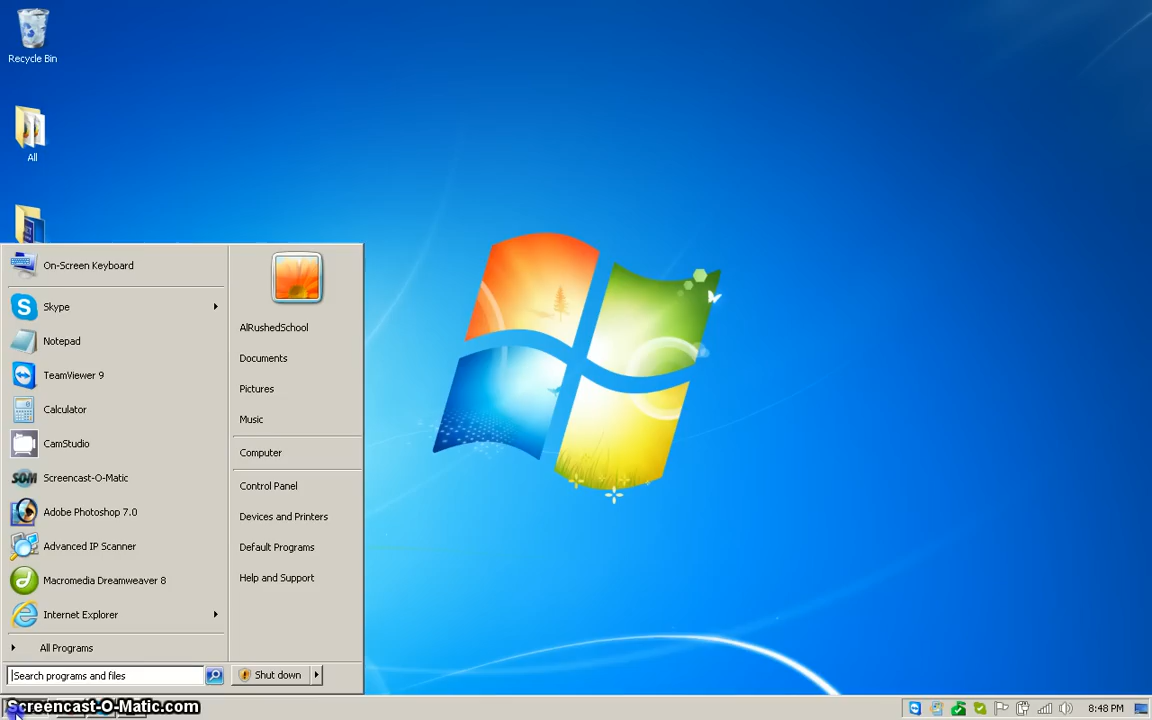 Recycle Bin
All
On-Screen Keyboard
Skype
Notepad
TeamViewer 9
Calculator
CamStudio
SOM Screencast-O-Matic
Adobe Photoshop 7.0
Advanced IP Scanner
Macromedia Dreamweaver 8
Internet Explorer
All Programs
Search programs and files
AlRushedSchool
Documents
Pictures
Music
Computer
Control Panel
Devices and Printers
Default Programs
Help and Support
Shut down
Screencast-O-Matic.com
8:48 PM